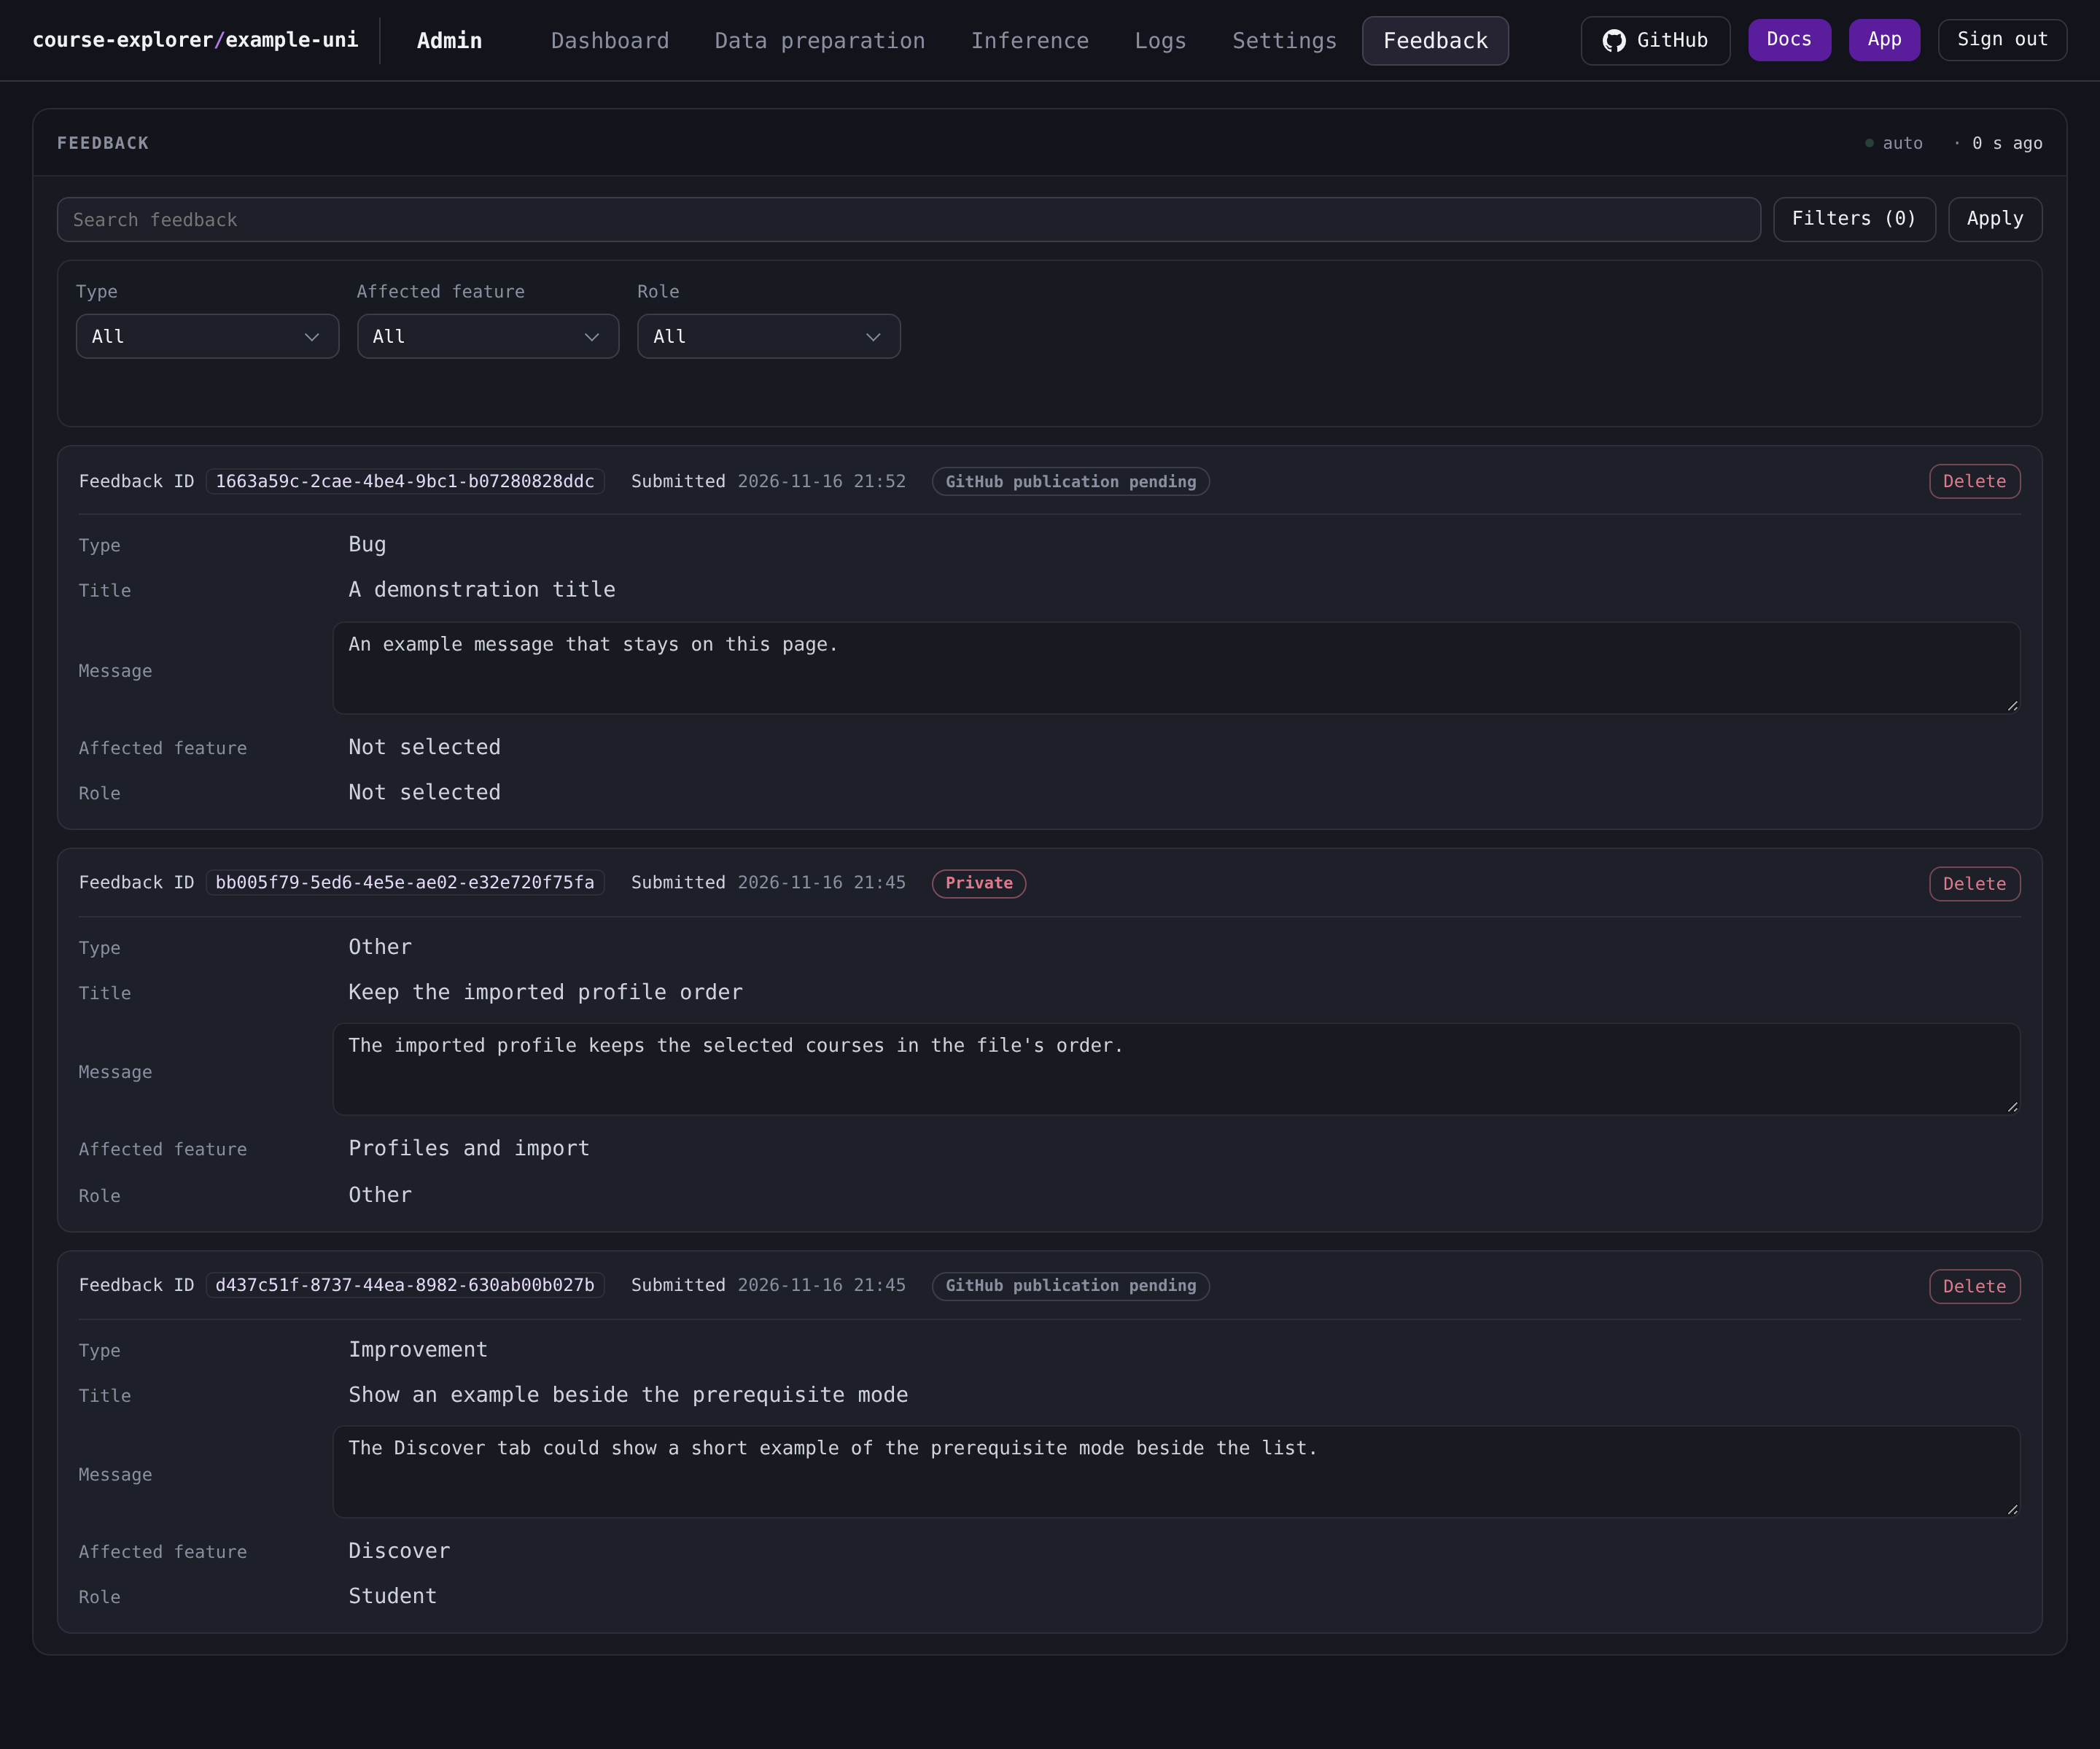 course-explorer/example-uni Admin Dashboard Data preparation Inference Logs Settings Feedback GitHub Docs App Sign out
FEEDBACK auto · 0 s ago
Search feedback Filters (0) Apply
Type Affected feature Role
All All All
Feedback ID 1663a59c-2cae-4be4-9bc1-b07280828ddc Submitted 2026-11-16 21:52 GitHub publication pending Delete
Type Bug
Title A demonstration title
Message An example message that stays on this page.
Affected feature Not selected
Role Not selected
Feedback ID bb005f79-5ed6-4e5e-ae02-e32e720f75fa Submitted 2026-11-16 21:45 Private Delete
Type Other
Title Keep the imported profile order
Message The imported profile keeps the selected courses in the file's order.
Affected feature Profiles and import
Role Other
Feedback ID d437c51f-8737-44ea-8982-630ab00b027b Submitted 2026-11-16 21:45 GitHub publication pending Delete
Type Improvement
Title Show an example beside the prerequisite mode
Message The Discover tab could show a short example of the prerequisite mode beside the list.
Affected feature Discover
Role Student